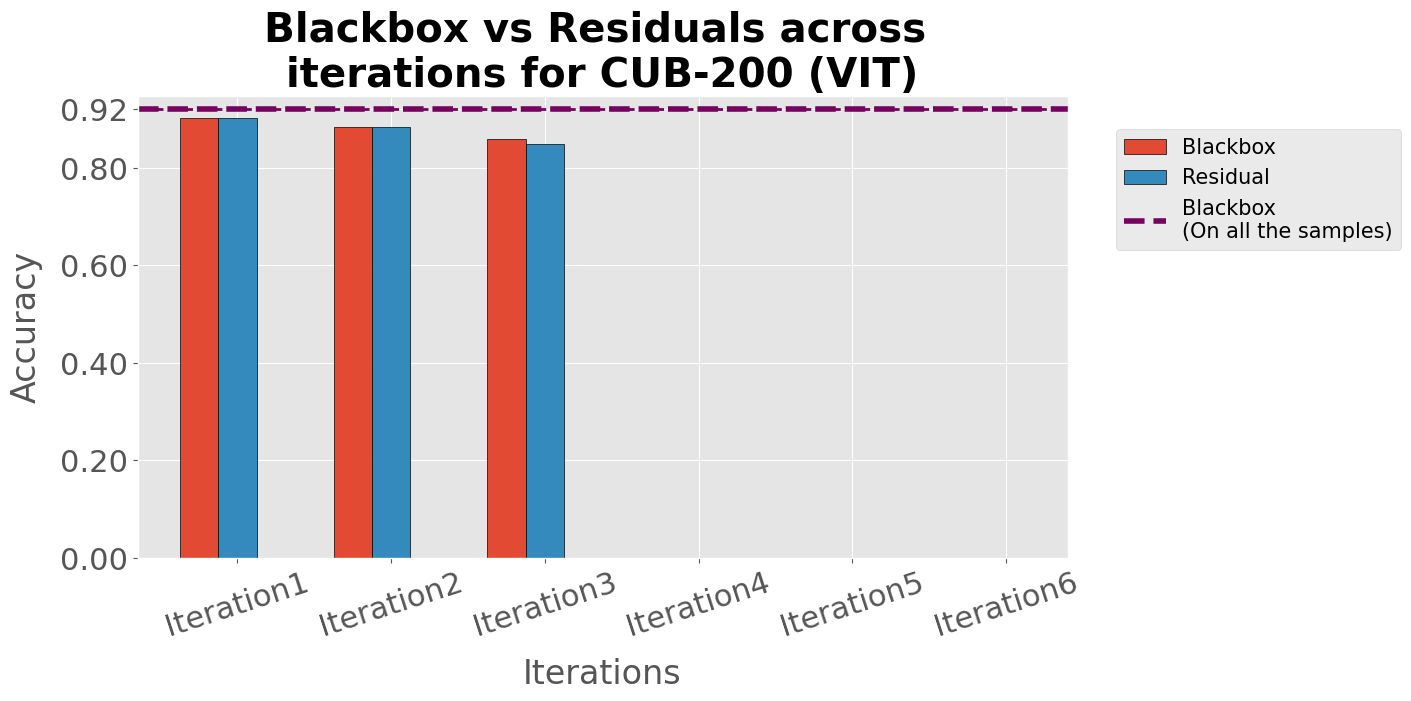 Blackbox vs Residuals across
iterations for CUB-200 (VIT)
0.92
0.80
0.60
0.40
0.20
0.00
Accuracy
Iteration1
Iteration2
Iteration3
Iteration4
Iteration5
Iteration6
Iterations
Blackbox
Residual
Blackbox
(On all the samples)